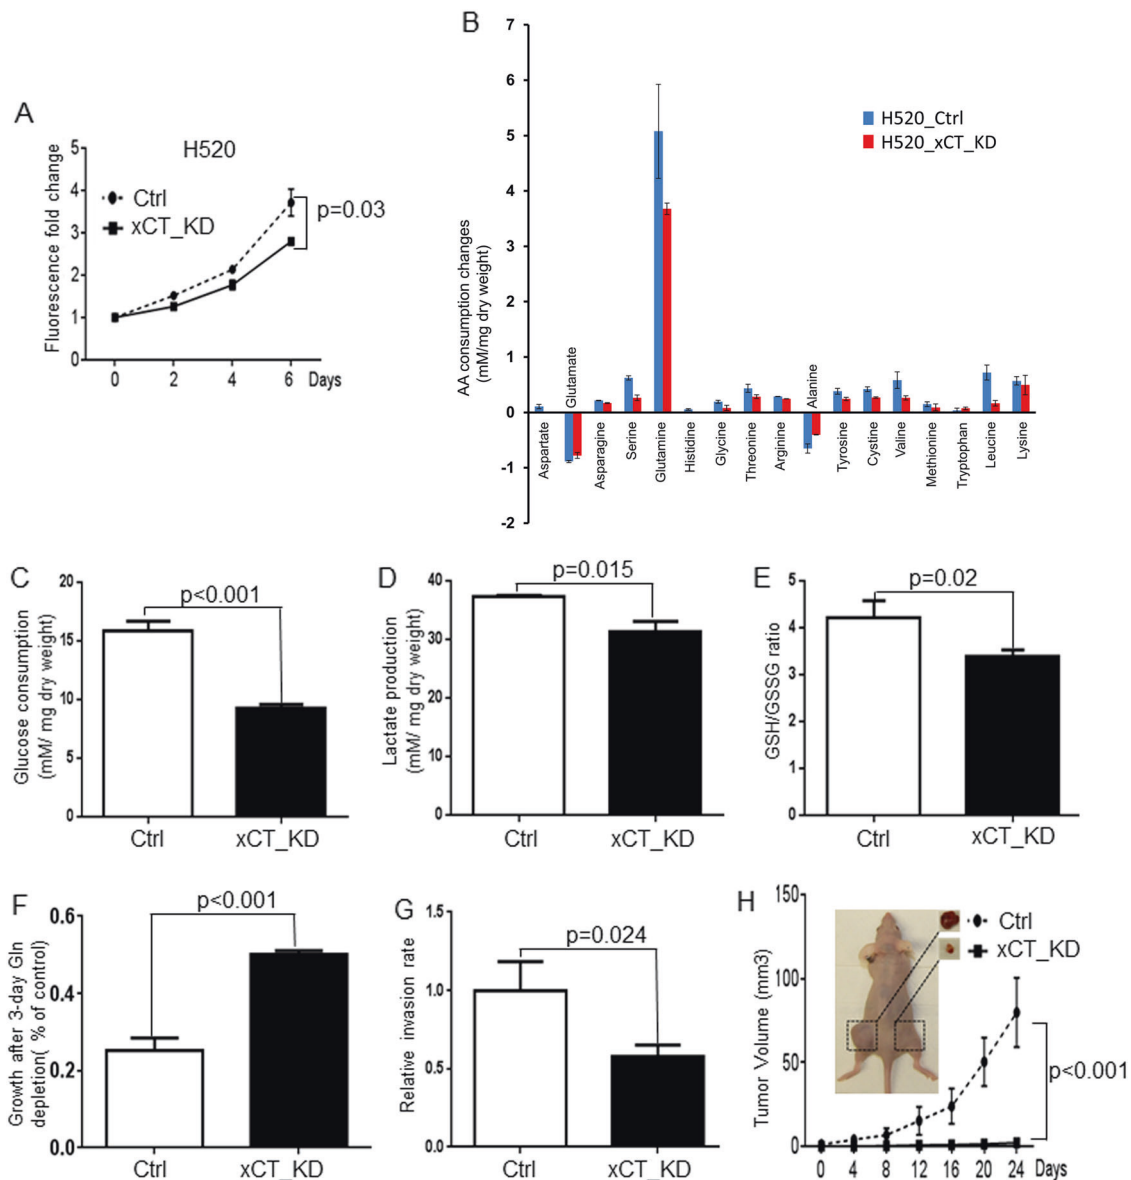 A
H520
Fluorescence fold change
5
4
3
2
1
0
Ctrl
xCT_KD
p=0.03
0 2 4 6 Days
B
AA consumption changes
(mM/mg dry weight)
7
6
5
4
3
2
1
0
-1
-2
H520_Ctrl
H520_xCT_KD
Aspartate
Glutamate
Asparagine
Serine
Glutamine
Histidine
Glycine
Threonine
Arginine
Alanine
Tyrosine
Cystine
Valine
Methionine
Tryptophan
Leucine
Lysine
C
Glucose consumption
(mM/ mg dry weight)
20
15
10
5
0
p<0.001
Ctrl xCT_KD
D
Lactate production
(mM/ mg dry weight)
40
30
20
10
0
p=0.015
Ctrl xCT_KD
E
GSH/GSSG ratio
5
4
3
2
1
0
p=0.02
Ctrl xCT_KD
F
Growth after 3-day Gln
depletion( % of control)
0.6
0.4
0.2
0.0
p<0.001
Ctrl xCT_KD
G
Relative invasion rate
1.5
1.0
0.5
0.0
p=0.024
Ctrl xCT_KD
H
Tumor Volume (mm3)
150
100
50
0
Ctrl
xCT_KD
p<0.001
0 4 8 12 16 20 24 Days